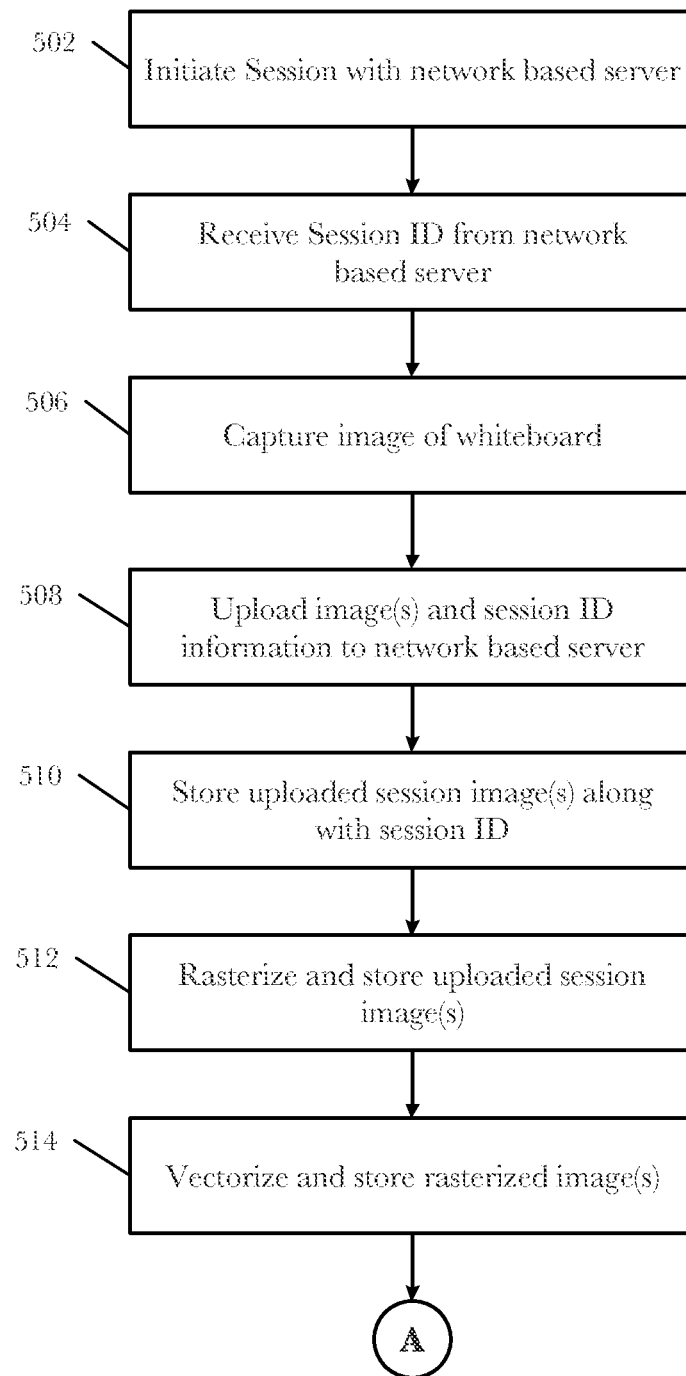 502
Initiate Session with network based server
504
Receive Session ID from network
based server
506
Capture image of whiteboard
508
Upload image(s) and session ID
information to network based server
510
Store uploaded session image(s) along
with session ID
512
Rasterize and store uploaded session
image(s)
514
Vectorize and store rasterized image(s)
A